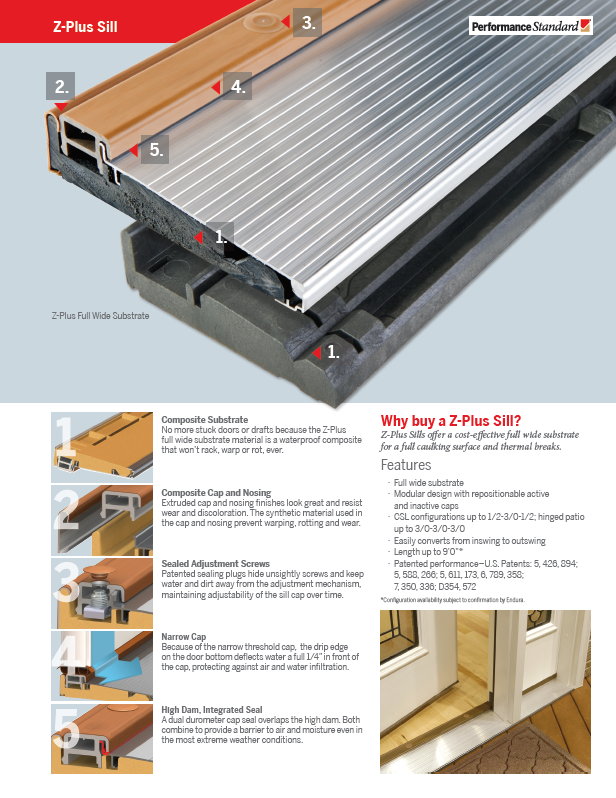 Z-Plus Sill
PerformanceStandard
3.
2.
4.
5.
1.
Z-Plus Full Wide Substrate
1.
1
Composite Substrate
No more stuck doors or drafts because the Z-Plus
full wide substrate material is a waterproof composite
that won't rack, warp or rot, ever.
2
Composite Cap and Nosing
Extruded cap and nosing finishes look great and resist
wear and discoloration. The synthetic material used in
the cap and nosing prevent warping, rotting and wear.
3
Sealed Adjustment Screws
Patented sealing plugs hide unsightly screws and keep
water and dirt away from the adjustment mechanism,
maintaining adjustability of the sill cap over time.
4
Narrow Cap
Because of the narrow threshold cap, the drip edge
on the door bottom deflects water a full 1/4" in front of
the cap, protecting against air and water infiltration.
5
High Dam, Integrated Seal
A dual durometer cap seal overlaps the high dam. Both
combine to provide a barrier to air and moisture even in
the most extreme weather conditions.
Why buy a Z-Plus Sill?
Z-Plus Sills offer a cost-effective full wide substrate
for a full caulking surface and thermal breaks.
Features
· Full wide substrate
· Modular design with repositionable active
and inactive caps
· CSL configurations up to 1/2-3/0-1/2; hinged patio
up to 3/0-3/0-3/0
· Easily converts from inswing to outswing
· Length up to 9'0"*
· Patented performance—U.S. Patents: 5, 426, 894;
5, 588, 266; 5, 611, 173, 6, 789, 358;
7, 350, 336; D354, 572
*Configuration availability subject to confirmation by Endura.